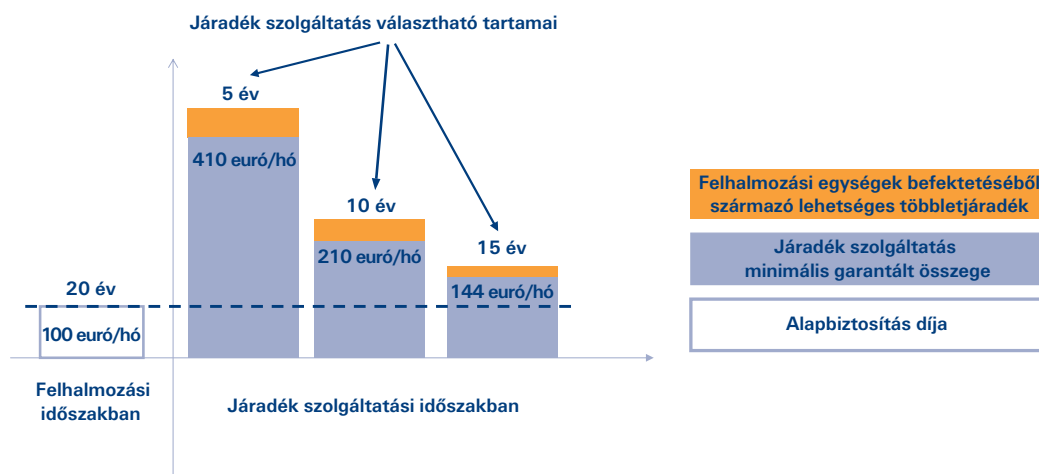 Járadék szolgáltatás választható tartamai
5 év
410 euró/hó
10 év
210 euró/hó
15 év
144 euró/hó
20 év
100 euró/hó
Felhalmozási
időszakban
Járadék szolgáltatási időszakban
Felhalmozási egységek befektetéséből
származó lehetséges többletjáradék
Járadék szolgáltatás
minimális garantált összege
Alapbiztosítás díja